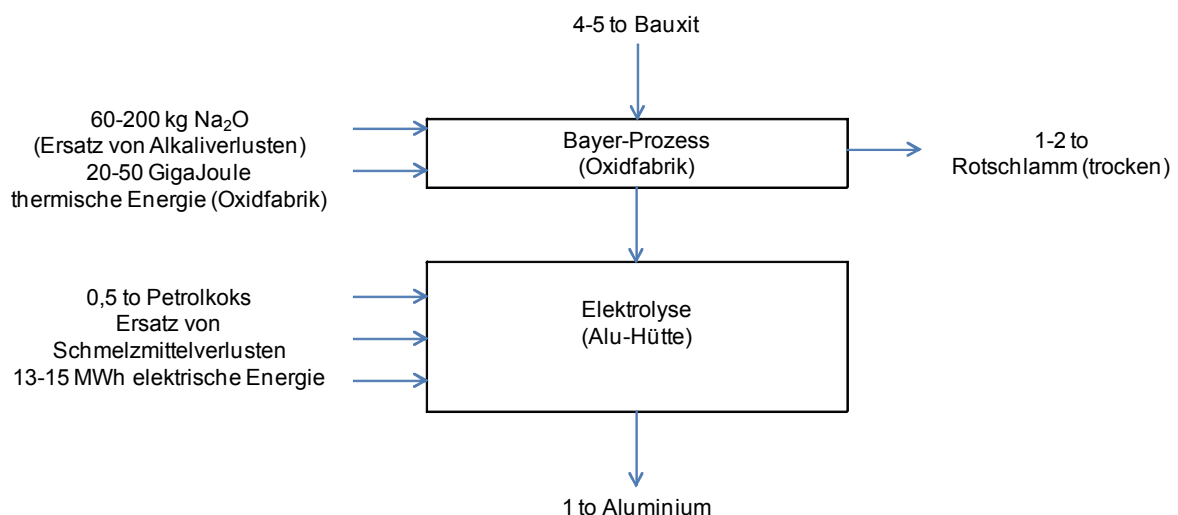 4-5 to Bauxit
60-200 kg Na₂O
(Ersatz von Alkaliverlusten)
20-50 GigaJoule
thermische Energie (Oxidfabrik)
Bayer-Prozess
(Oxidfabrik)
1-2 to
Rotschlamm (trocken)
0,5 to Petrolkoks
Ersatz von
Schmelzmittelverlusten
13-15 MWh elektrische Energie
Elektrolyse
(Alu-Hütte)
1 to Aluminium